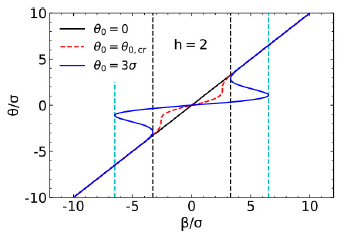 10
5
0
-5
-10
θ/σ
θ₀ = 0
θ₀ = θ₀,cr
θ₀ = 3σ
h = 2
-10 -5 0 5 10
β/σ